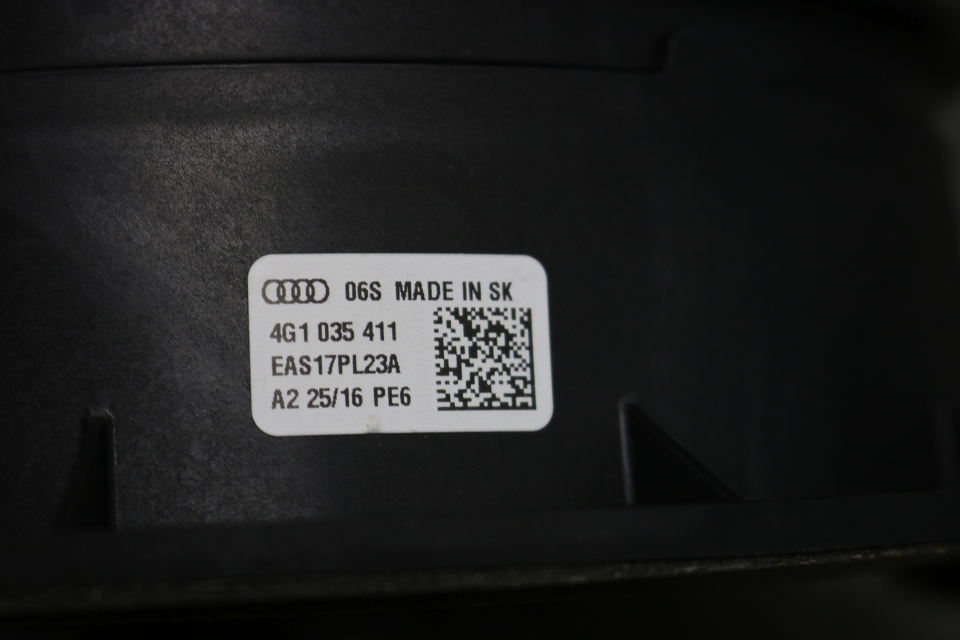 06S MADE IN SK
4G1 035 411
EAS17PL23A
A2 25/16 PE6